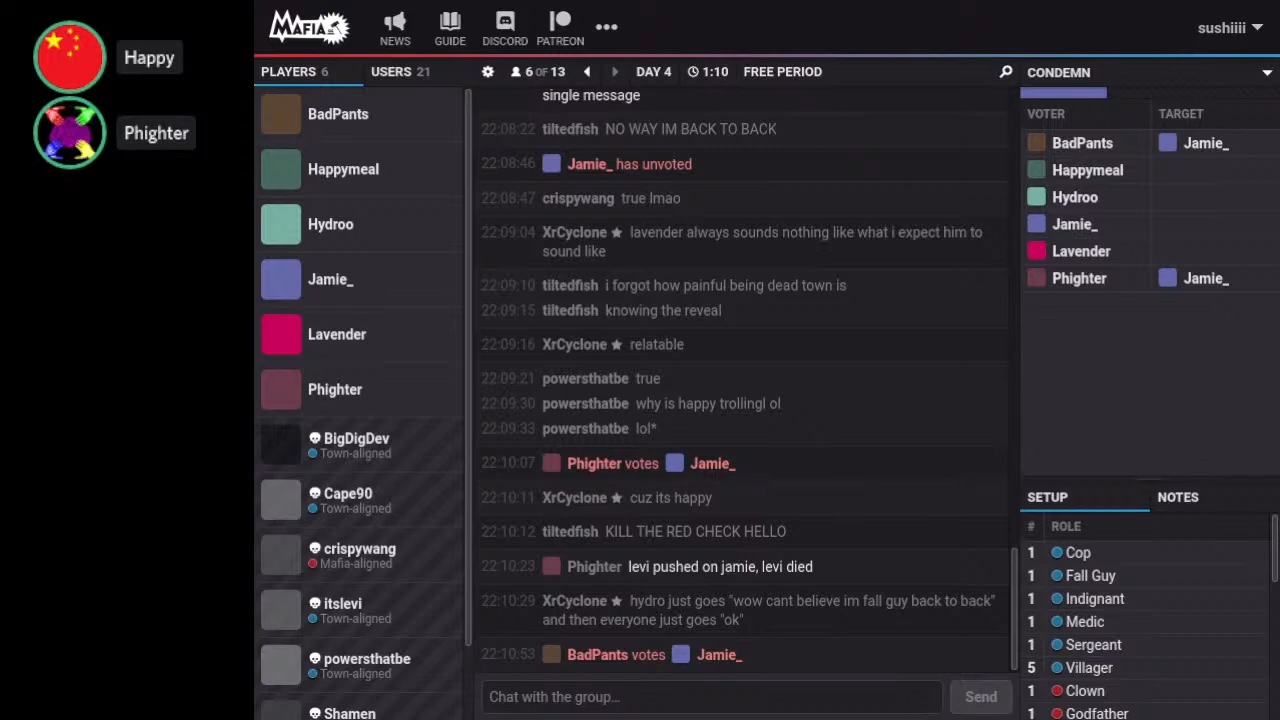 Happy
Phighter
MAFIA
NEWS
GUIDE
DISCORD
PATREON
•••
sushiiii
PLAYERS 6
USERS 21
6 OF 13
DAY 4
1:10
FREE PERIOD
CONDEMN
BadPants
Happymeal
Hydroo
Jamie_
Lavender
Phighter
BigDigDev
Town-aligned
Cape90
Town-aligned
crispywang
Mafia-aligned
itslevi
Town-aligned
powersthatbe
Town-aligned
Shamen
single message
22:08:22 tiltedfish NO WAY IM BACK TO BACK
22:08:46 Jamie_ has unvoted
22:08:47 crispywang true lmao
22:09:04 XrCyclone ★ lavender always sounds nothing like what i expect him to
sound like
22:09:10 tiltedfish i forgot how painful being dead town is
22:09:15 tiltedfish knowing the reveal
22:09:16 XrCyclone ★ relatable
22:09:21 powersthatbe true
22:09:30 powersthatbe why is happy trollingl ol
22:09:33 powersthatbe lol*
22:10:07 Phighter votes Jamie_
22:10:11 XrCyclone ★ cuz its happy
22:10:12 tiltedfish KILL THE RED CHECK HELLO
22:10:23 Phighter levi pushed on jamie, levi died
22:10:29 XrCyclone ★ hydro just goes "wow cant believe im fall guy back to back"
and then everyone just goes "ok"
22:10:53 BadPants votes Jamie_
Chat with the group...
Send
VOTER TARGET
BadPants Jamie_
Happymeal
Hydroo
Jamie_
Lavender
Phighter Jamie_
SETUP
NOTES
# ROLE
1 Cop
1 Fall Guy
1 Indignant
1 Medic
1 Sergeant
5 Villager
1 Clown
1 Godfather